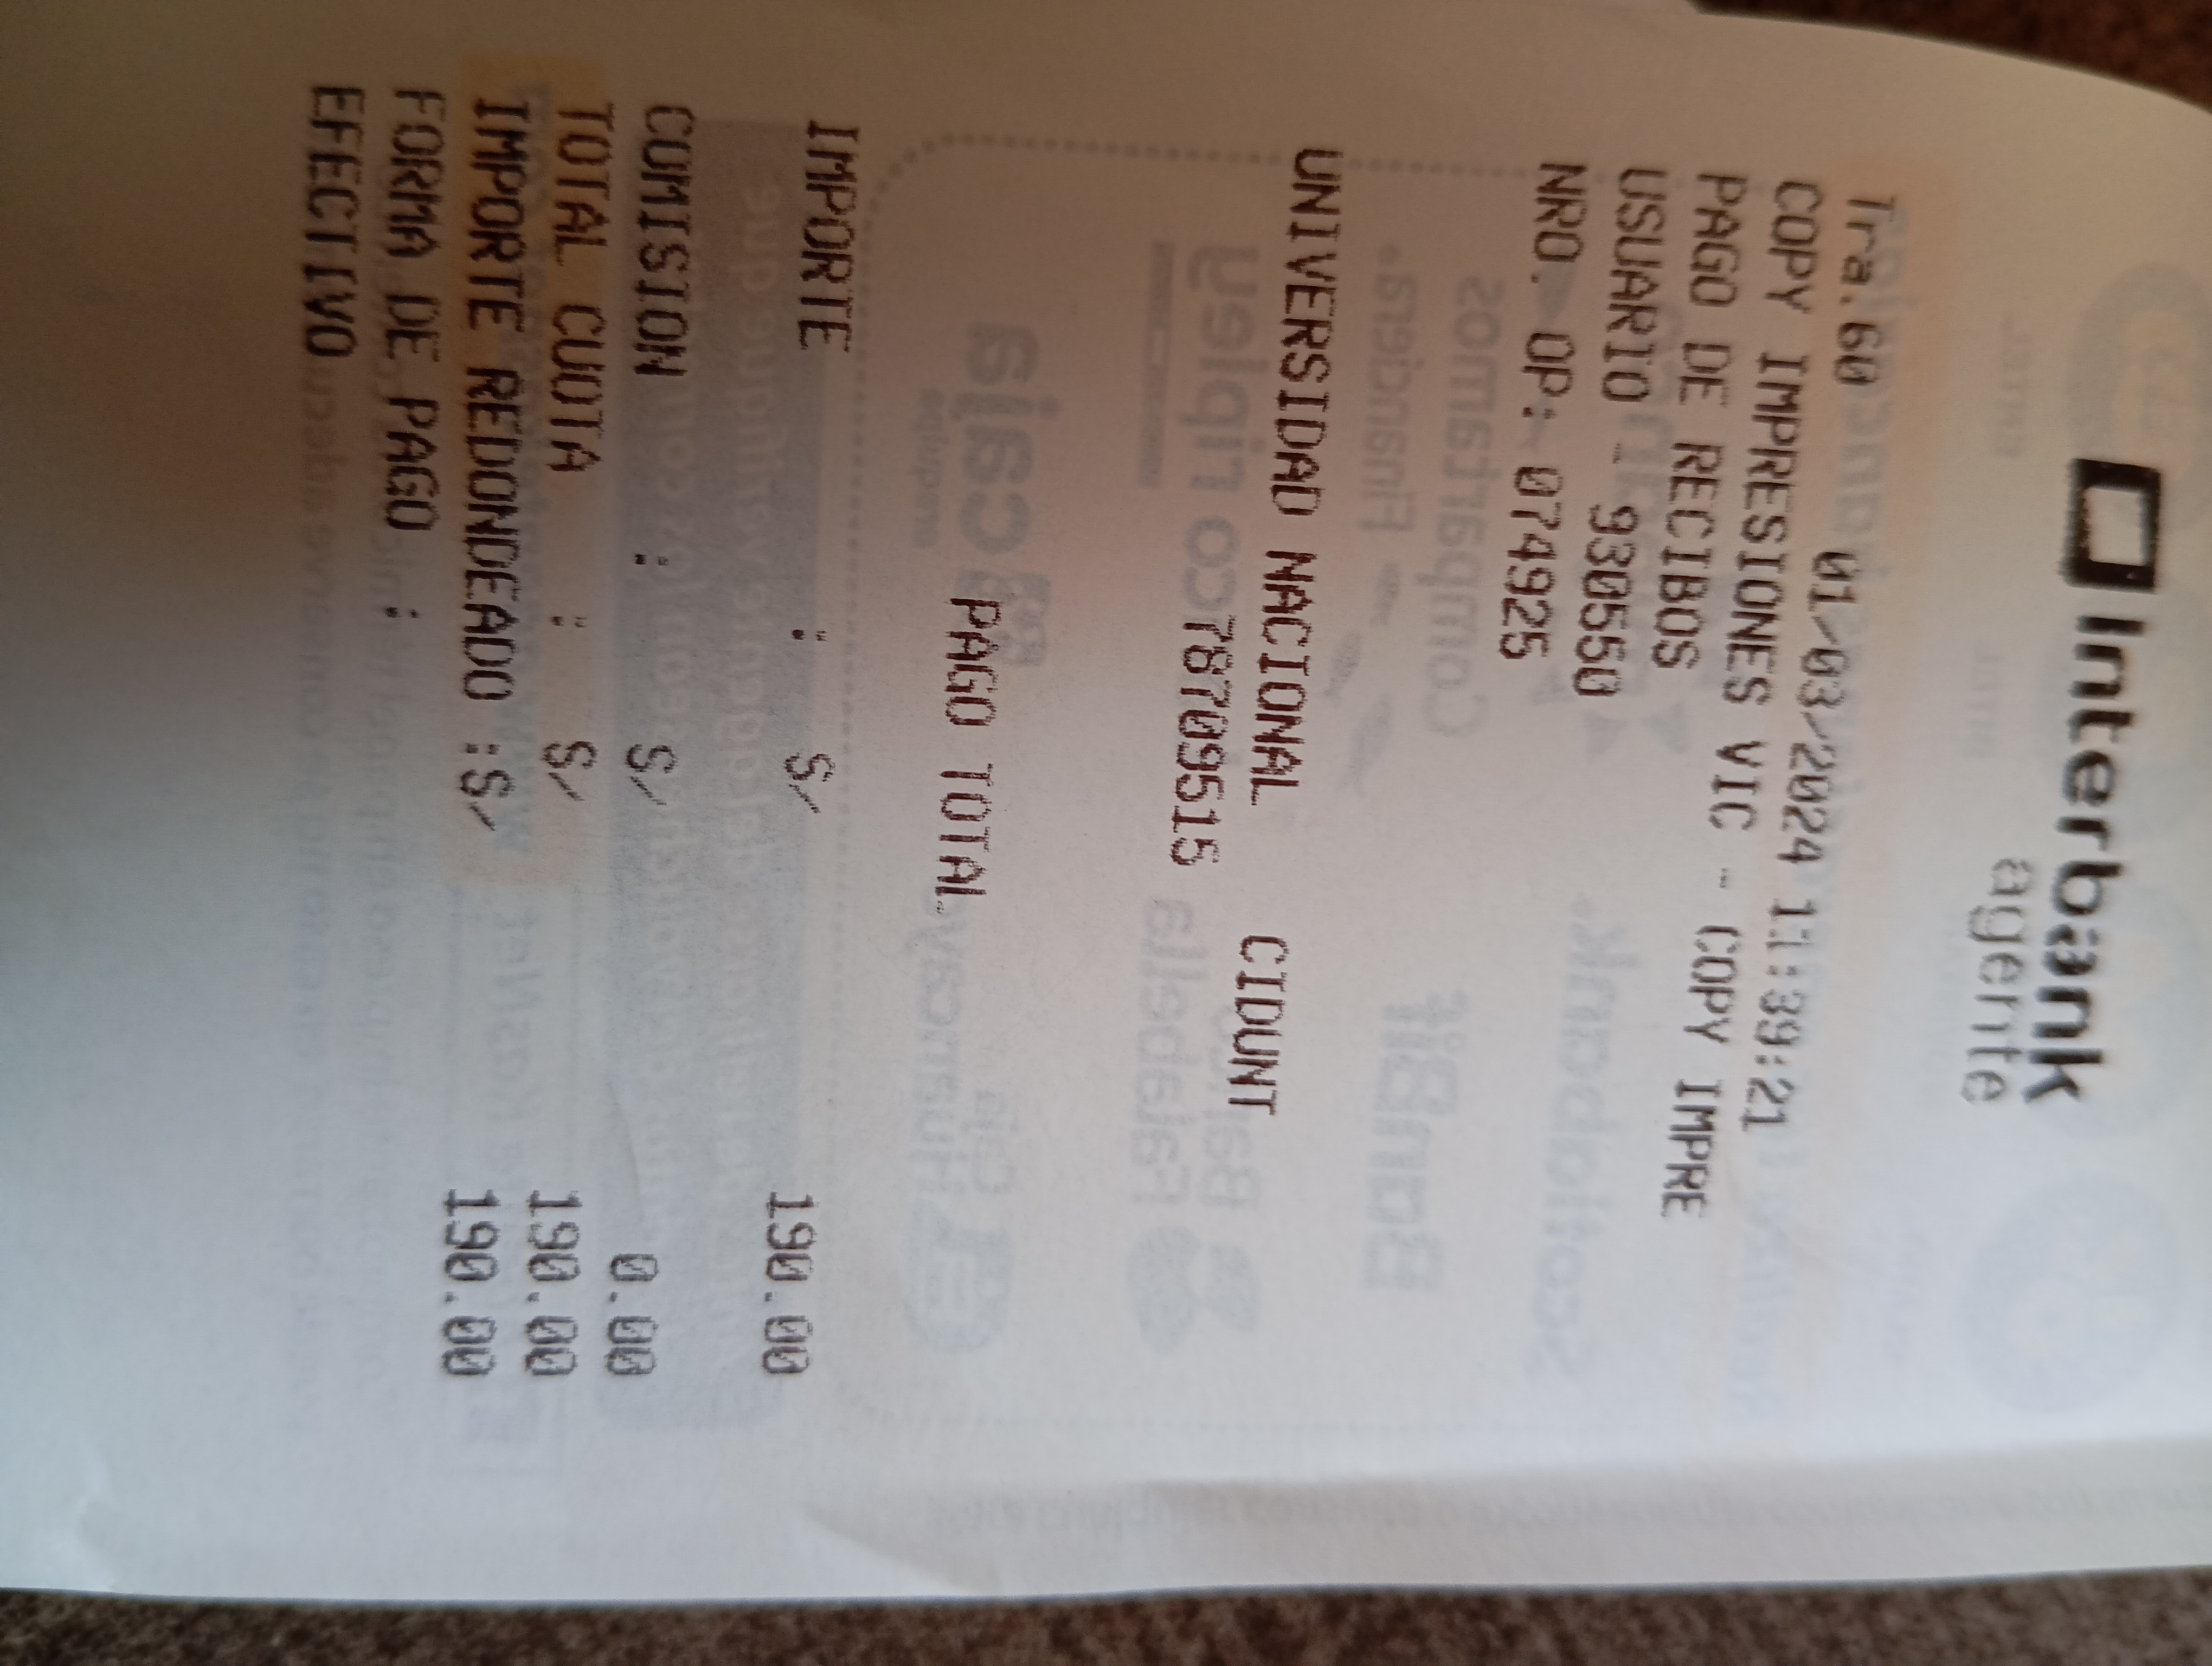 Interbank
agente
Tra.60 01/03/2024 11:39:21
COPY IMPRESIONES VIC - COPY IMPRE
PAGO DE RECIBOS
USUARIO 930550
NRO. OP: 074925
UNIVERSIDAD NACIONAL CIDUNT
78709515
PAGO TOTAL
IMPORTE : S/ 190.00
COMISION : S/ 0.00
TOTAL CUOTA : S/ 190.00
IMPORTE REDONDEADO :S/ 190.00
FORMA DE PAGO :
EFECTIVO